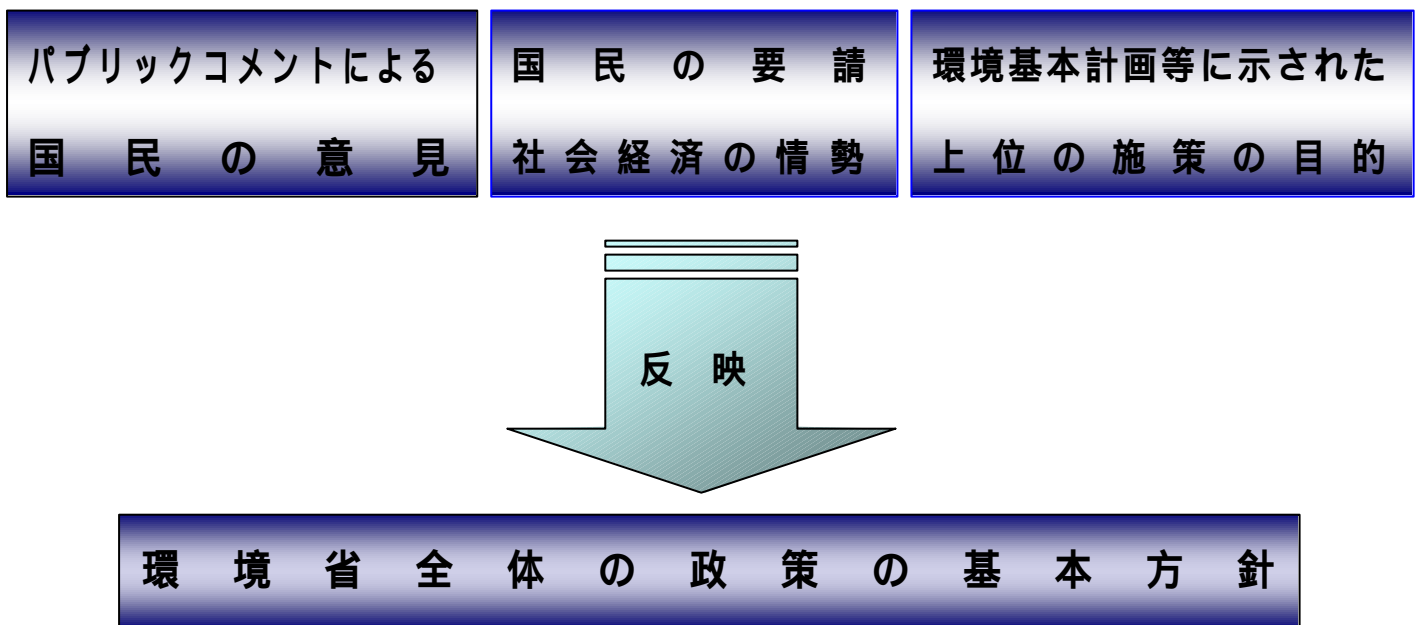 パブリックコメントによる
国民の意見
国民の要請
社会経済の情勢
環境基本計画等に示された
上位の施策の目的
反映
環境省全体の政策の基本方針